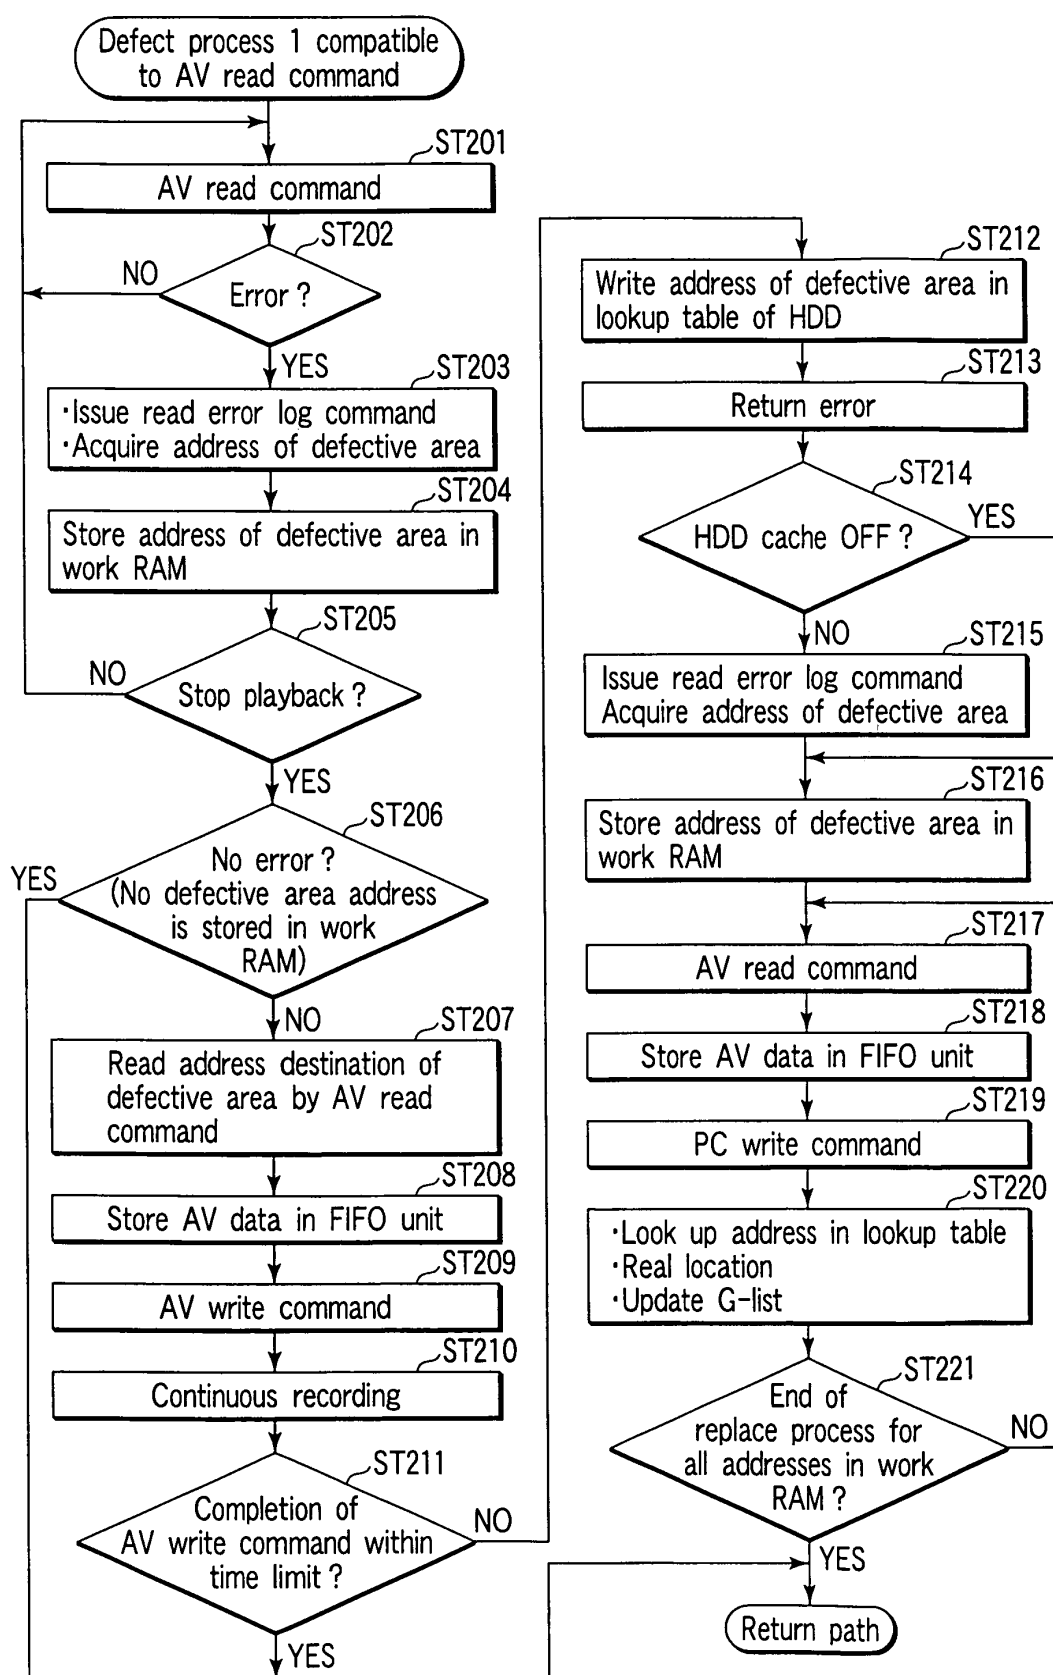 Defect process 1 compatible
to AV read command
ST201
AV read command
ST202
NO
Error ?
YES
ST203
·Issue read error log command
·Acquire address of defective area
ST204
Store address of defective area in
work RAM
ST205
NO
Stop playback ?
YES
ST206
YES
No error ?
(No defective area address
is stored in work
RAM)
NO
ST207
Read address destination of
defective area by AV read
command
ST208
Store AV data in FIFO unit
ST209
AV write command
ST210
Continuous recording
ST211
Completion of
AV write command within
time limit ?
NO
YES
ST212
Write address of defective area in
lookup table of HDD
ST213
Return error
ST214
YES
HDD cache OFF ?
NO
ST215
Issue read error log command
Acquire address of defective area
ST216
Store address of defective area in
work RAM
ST217
AV read command
ST218
Store AV data in FIFO unit
ST219
PC write command
ST220
·Look up address in lookup table
·Real location
·Update G-list
ST221
End of
replace process for
all addresses in work
RAM ?
NO
YES
Return path